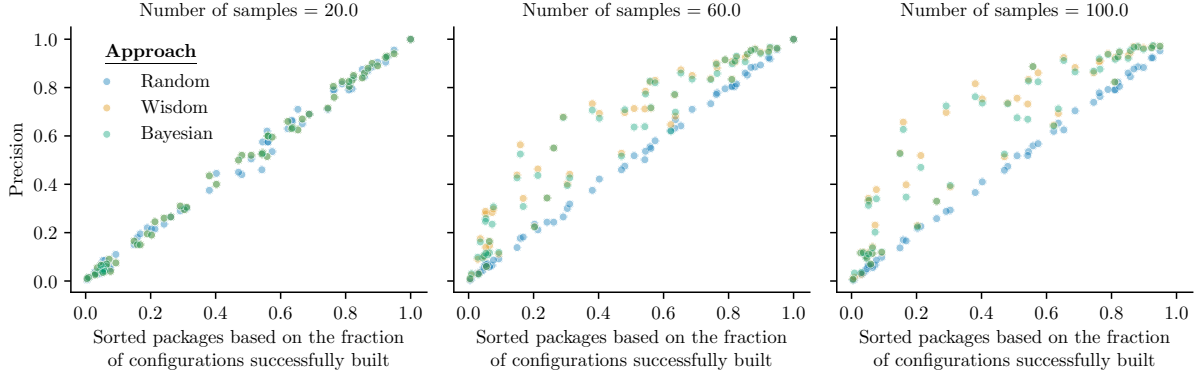 Number of samples = 20.0
Number of samples = 60.0
Number of samples = 100.0
Precision
1.0
0.8
0.6
0.4
0.2
0.0
Approach
Random
Wisdom
Bayesian
0.0 0.2 0.4 0.6 0.8 1.0
0.0 0.2 0.4 0.6 0.8 1.0
0.0 0.2 0.4 0.6 0.8 1.0
Sorted packages based on the fraction
of configurations successfully built
Sorted packages based on the fraction
of configurations successfully built
Sorted packages based on the fraction
of configurations successfully built